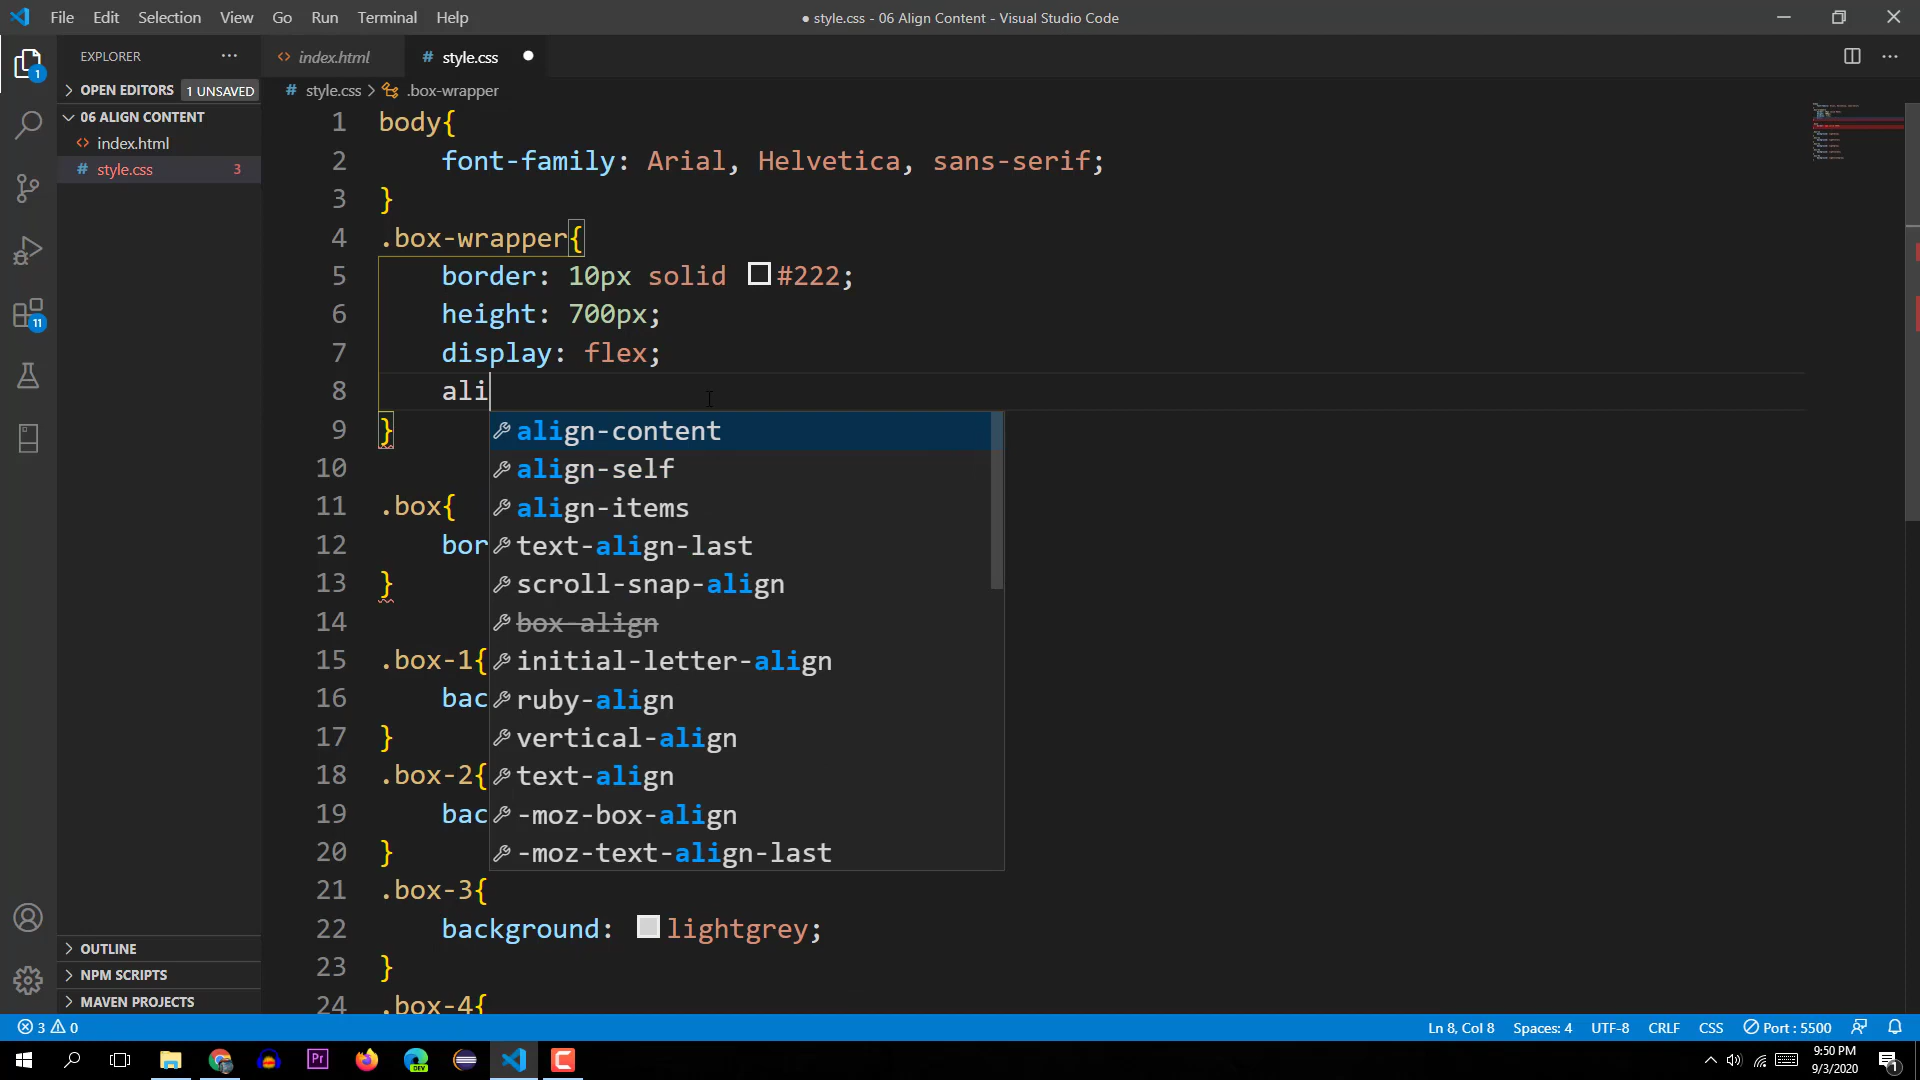 File Edit Selection View Go Run Terminal Help
● style.css - 06 Align Content - Visual Studio Code
EXPLORER ···
index.html
# style.css ●
OPEN EDITORS 1 UNSAVED
# style.css > .box-wrapper
06 ALIGN CONTENT
index.html
# style.css 3
1 body{
2 font-family: Arial, Helvetica, sans-serif;
3 }
4 .box-wrapper{
5 border: 10px solid #222;
6 height: 700px;
7 display: flex;
8 ali
9 }
10
11 .box{
12 bor
13 }
14
15 .box-1{
16 bac
17 }
18 .box-2{
19 bac
20 }
21 .box-3{
22 background: lightgrey;
23 }
24 .box-4{
align-content
align-self
align-items
text-align-last
scroll-snap-align
box-align
initial-letter-align
ruby-align
vertical-align
text-align
-moz-box-align
-moz-text-align-last
1
11
OUTLINE
NPM SCRIPTS
MAVEN PROJECTS
3 0
Ln 8, Col 8 Spaces: 4 UTF-8 CRLF CSS Port : 5500
Pr
DEV
9:50 PM
9/3/2020
1